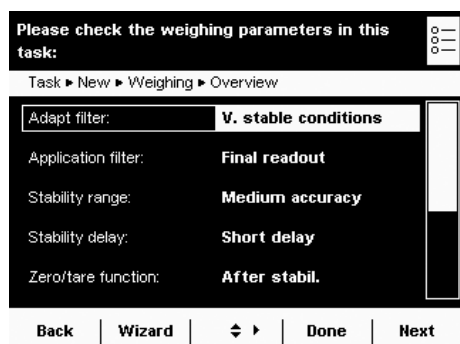 Please check the weighing parameters in this
task:
Task ▸ New ▸ Weighing ▸ Overview
Adapt filter: V. stable conditions
Application filter: Final readout
Stability range: Medium accuracy
Stability delay: Short delay
Zero/tare function: After stabil.
Back Wizard Done Next